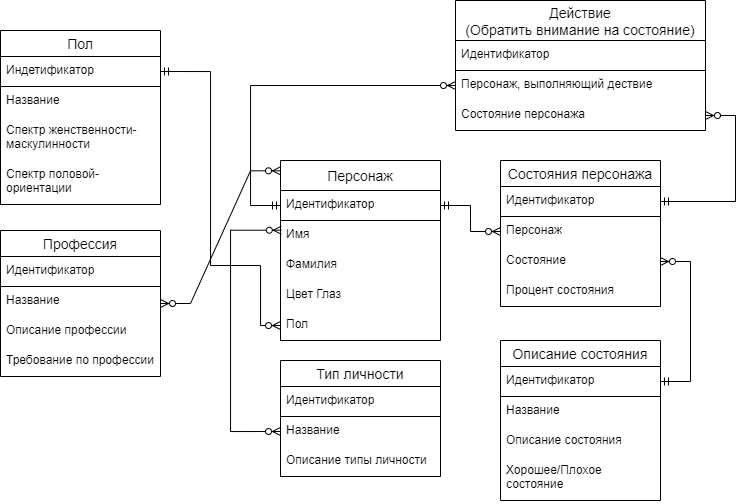 Действие
(Обратить внимание на состояние)
Идентификатор
Персонаж, выполняющий дествие
Состояние персонажа
Пол
Индетификатор
Название
Спектр женственности-
маскулинности
Спектр половой-
ориентации
Персонаж
Идентификатор
Имя
Фамилия
Цвет Глаз
Пол
Состояния персонажа
Идентификатор
Персонаж
Состояние
Процент состояния
Профессия
Идентификатор
Название
Описание профессии
Требование по профессии
Тип личности
Идентификатор
Название
Описание типы личности
Описание состояния
Идентификатор
Название
Описание состояния
Хорошее/Плохое
состояние